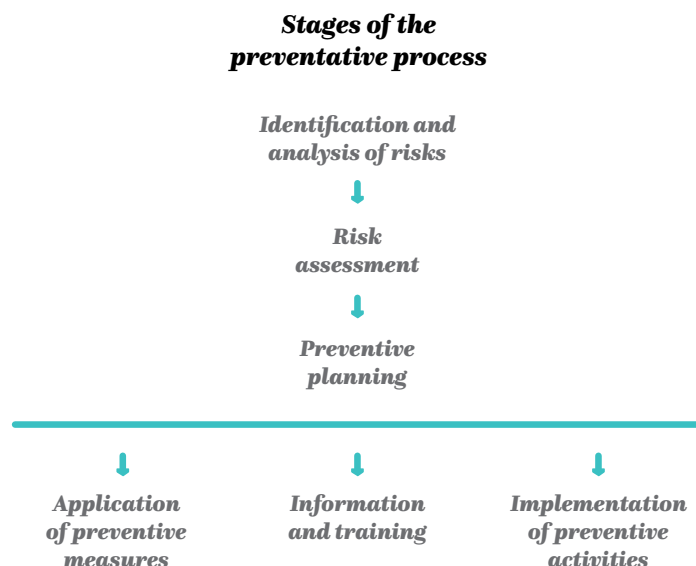 Stages of the
preventative process
Identification and
analysis of risks
Risk
assessment
Preventive
planning
Application
of preventive
measures
Information
and training
Implementation
of preventive
activities